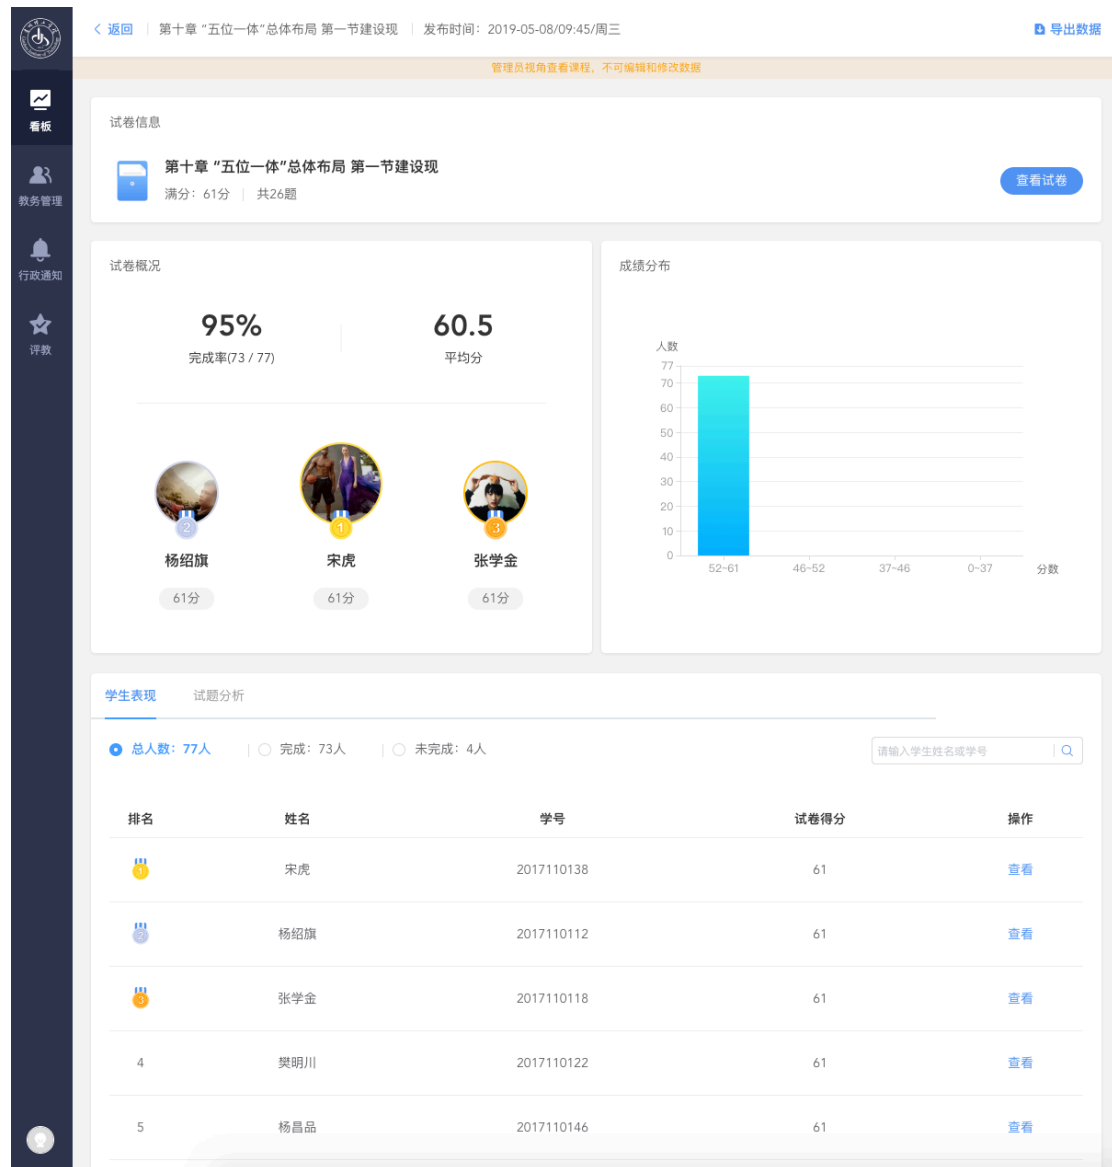 返回 第十章 “五位一体”总体布局 第一节建设现 发布时间：2019-05-08/09:45/周三 导出数据
管理员视角查看课程，不可编辑和修改数据
看板
教务管理
行政通知
评教
试卷信息
第十章 “五位一体”总体布局 第一节建设现
满分：61分 共26题
查看试卷
试卷概况
95%
完成率(73 / 77)
60.5
平均分
2
1
3
杨绍旗 宋虎 张学金
61分 61分 61分
成绩分布
人数
77
70
60
50
40
30
20
10
0
52~61 46~52 37~46 0~37 分数
学生表现 试题分析
总人数：77人 完成：73人 未完成：4人 请输入学生姓名或学号
排名 姓名 学号 试卷得分 操作
1 宋虎 2017110138 61 查看
2 杨绍旗 2017110112 61 查看
3 张学金 2017110118 61 查看
4 樊明川 2017110122 61 查看
5 杨昌品 2017110146 61 查看